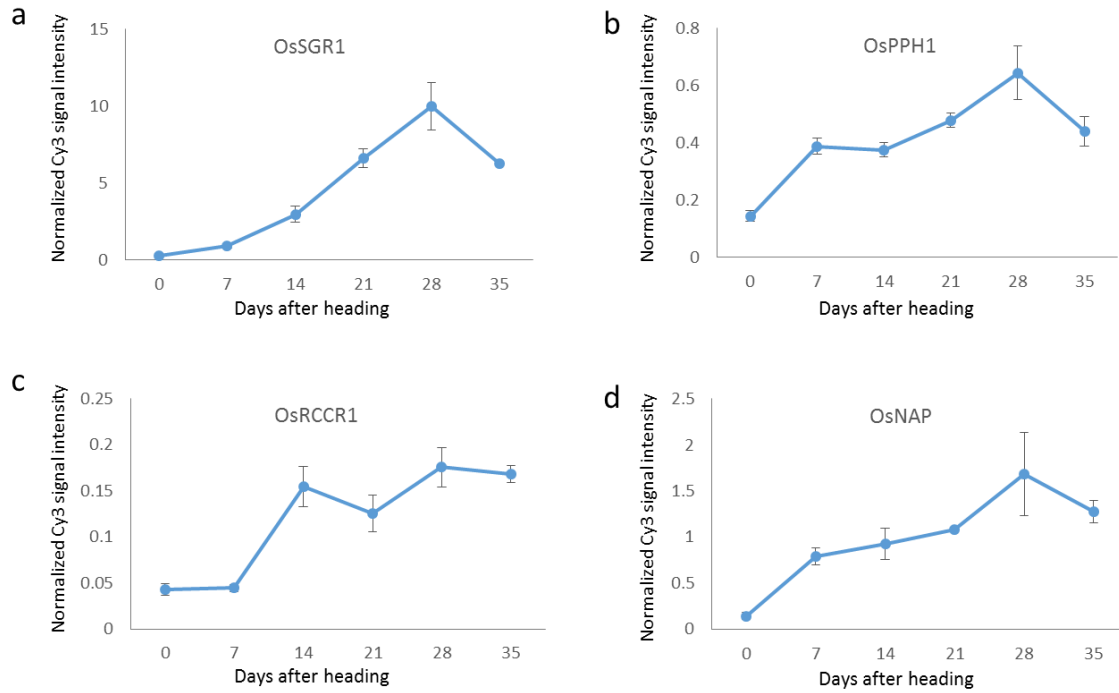 a
OsSGR1
Normalized Cy3 signal intensity
15
10
5
0
0 7 14 21 28 35
Days after heading
b
OsPPH1
Normalized Cy3 signal intensity
0.8
0.6
0.4
0.2
0
0 7 14 21 28 35
Days after heading
c
OsRCCR1
Normalized Cy3 signal intensity
0.25
0.2
0.15
0.1
0.05
0
0 7 14 21 28 35
Days after heading
d
OsNAP
Normalized Cy3 signal intensity
2.5
2
1.5
1
0.5
0
0 7 14 21 28 35
Days after heading